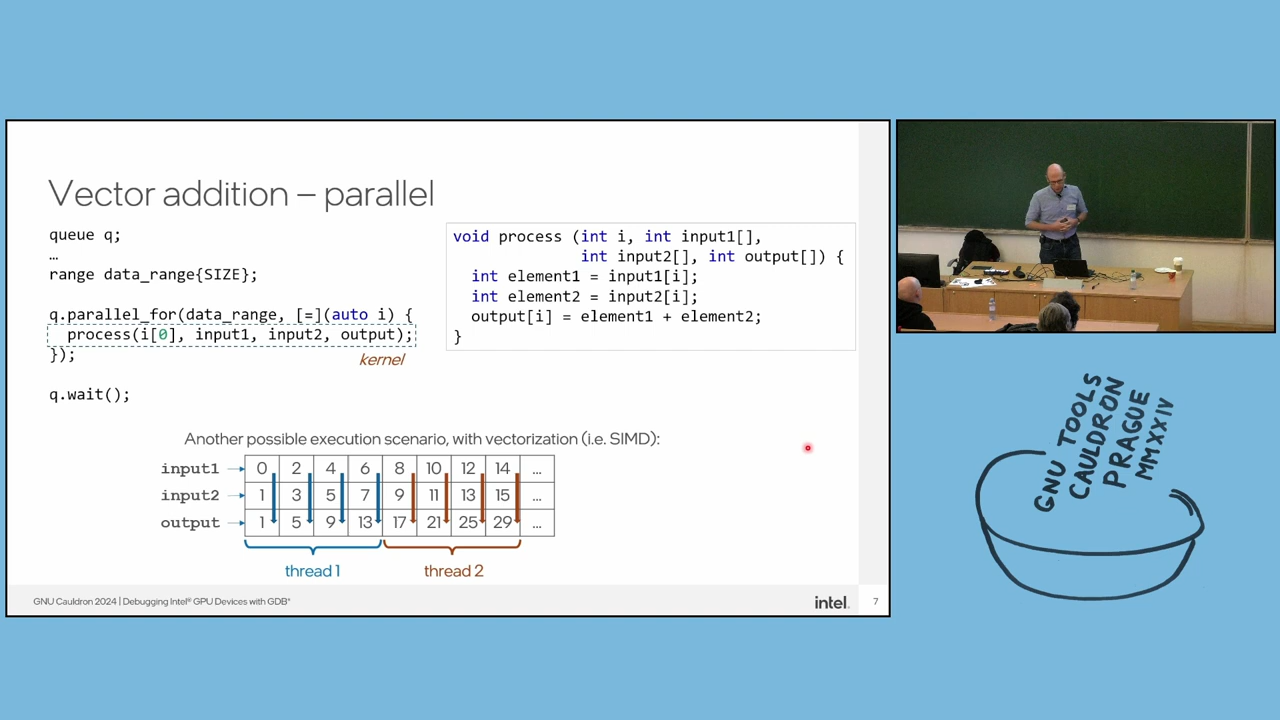 Vector addition – parallel
queue q;
…
range data_range{SIZE};
q.parallel_for(data_range, [=](auto i) {
process(i[0], input1, input2, output);
});
kernel
q.wait();
void process (int i, int input1[],
int input2[], int output[]) {
int element1 = input1[i];
int element2 = input2[i];
output[i] = element1 + element2;
}
Another possible execution scenario, with vectorization (i.e. SIMD):
input1 0 2 4 6 8 10 12 14 …
input2 1 3 5 7 9 11 13 15 …
output 1 5 9 13 17 21 25 29 …
thread 1 thread 2
GNU Cauldron 2024 | Debugging Intel® GPU Devices with GDB*
intel.
7
GNU TOOLS
CAULDRON
PRAGUE
MMXXIV